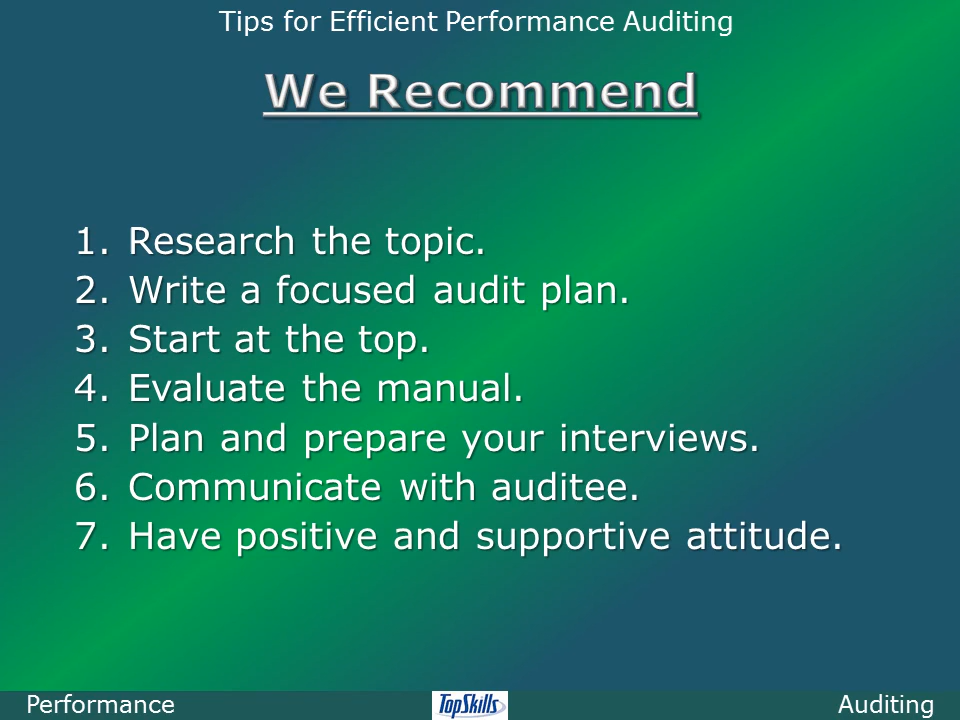 Tips for Efficient Performance Auditing
We Recommend
1. Research the topic.
2. Write a focused audit plan.
3. Start at the top.
4. Evaluate the manual.
5. Plan and prepare your interviews.
6. Communicate with auditee.
7. Have positive and supportive attitude.
Performance TopSkills Auditing